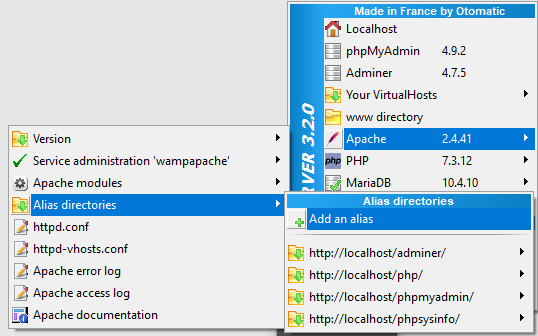 Made in France by Otomatic
Localhost
phpMyAdmin 4.9.2
Adminer 4.7.5
Your VirtualHosts
www directory
Apache 2.4.41
PHP 7.3.12
MariaDB 10.4.10
RVER 3.2.0
Version
Service administration 'wampapache'
Apache modules
Alias directories
httpd.conf
httpd-vhosts.conf
Apache error log
Apache access log
Apache documentation
Alias directories
Add an alias
http://localhost/adminer/
http://localhost/php/
http://localhost/phpmyadmin/
http://localhost/phpsysinfo/